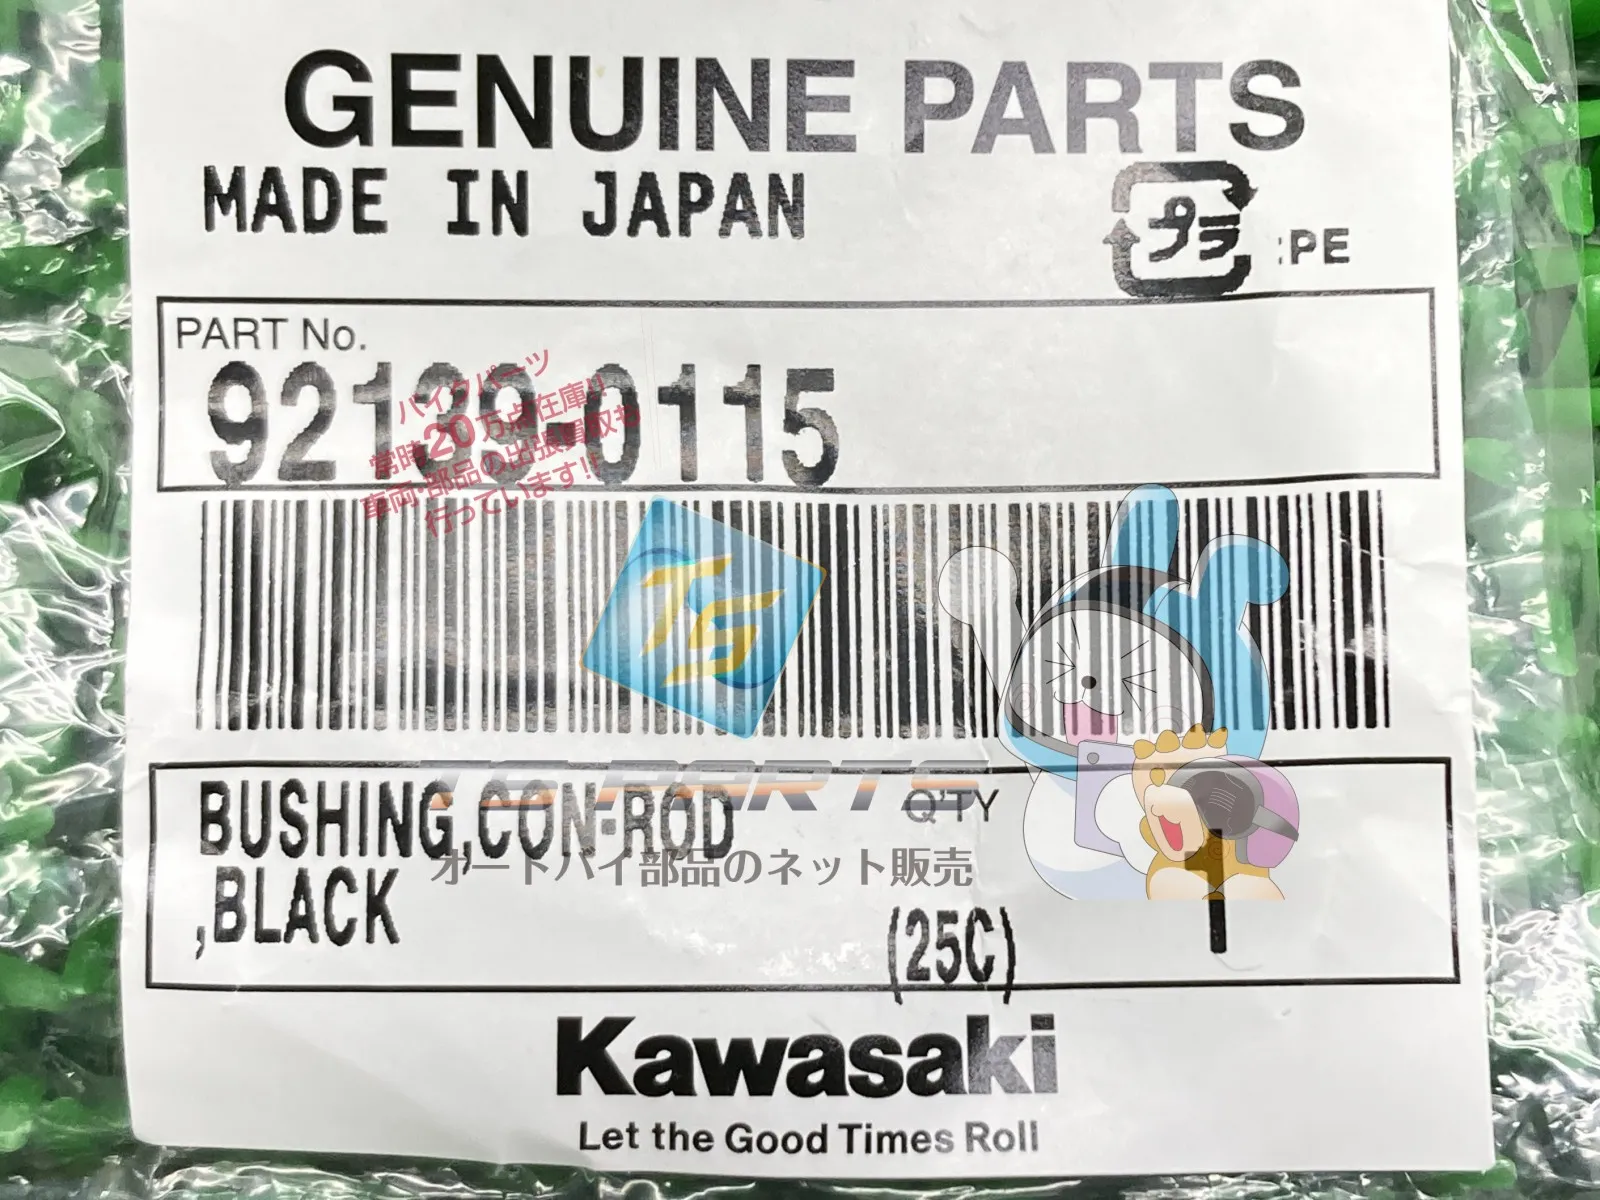 GENUINE PARTS
MADE IN JAPAN
プラ
:PE
PART No.
92139-0115
バイクパーツ
常時20万点在庫!!
車両・部品の出張買取も
行っています!!
TS
TS-PARTS
BUSHING,CON-ROD
Q'TY
オートバイ部品のネット販売
,BLACK
(25C)
1
Kawasaki
Let the Good Times Roll